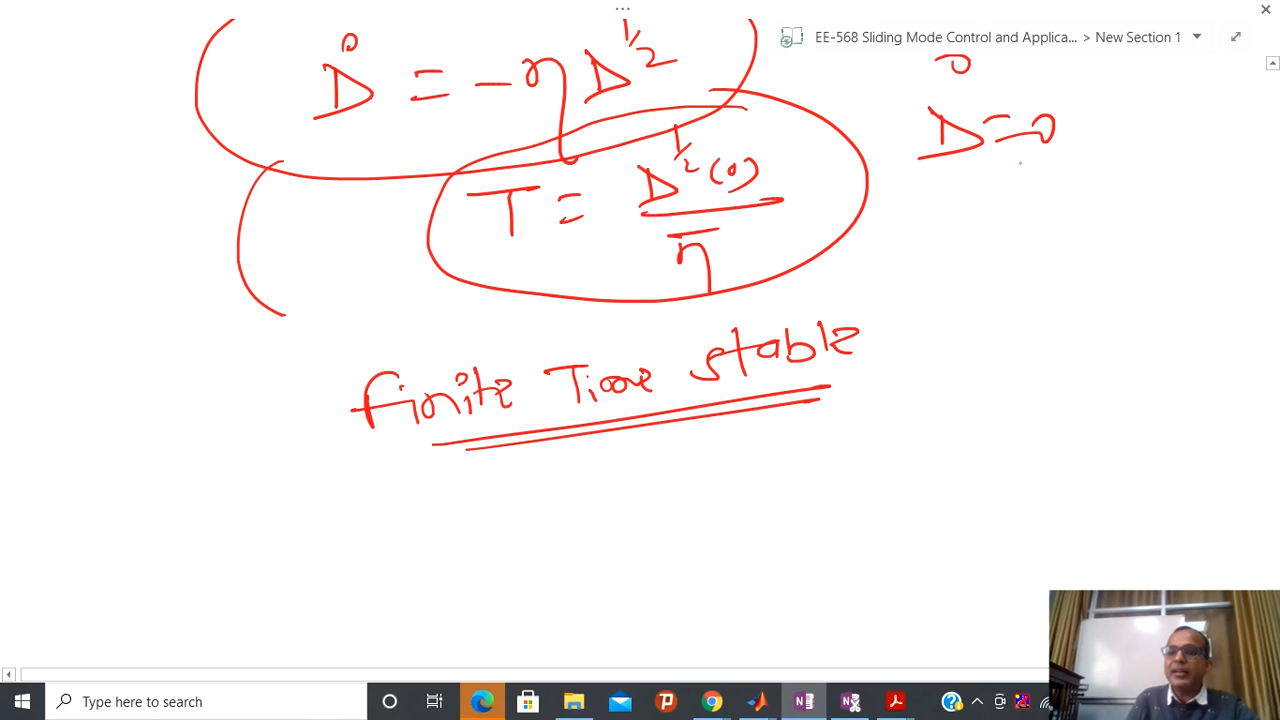 EE-568 Sliding Mode Control and Applica... > New Section 1
Ḋ = -η D^1/2
D = 0
T = D^1/2 (0) / η
finite Time stable
Type here to search